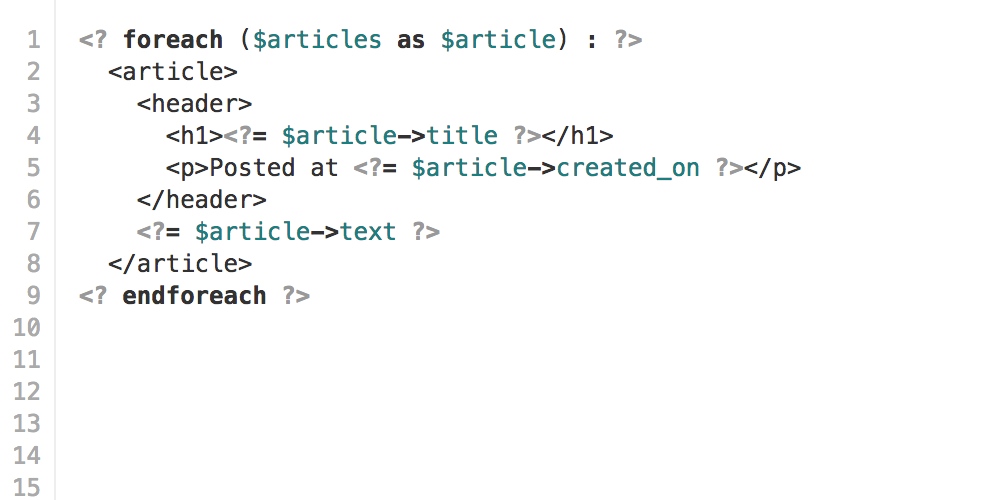 1 <? foreach ($articles as $article) : ?>
2 <article>
3 <header>
4 <h1><?= $article->title ?></h1>
5 <p>Posted at <?= $article->created_on ?></p>
6 </header>
7 <?= $article->text ?>
8 </article>
9 <? endforeach ?>
10
11
12
13
14
15